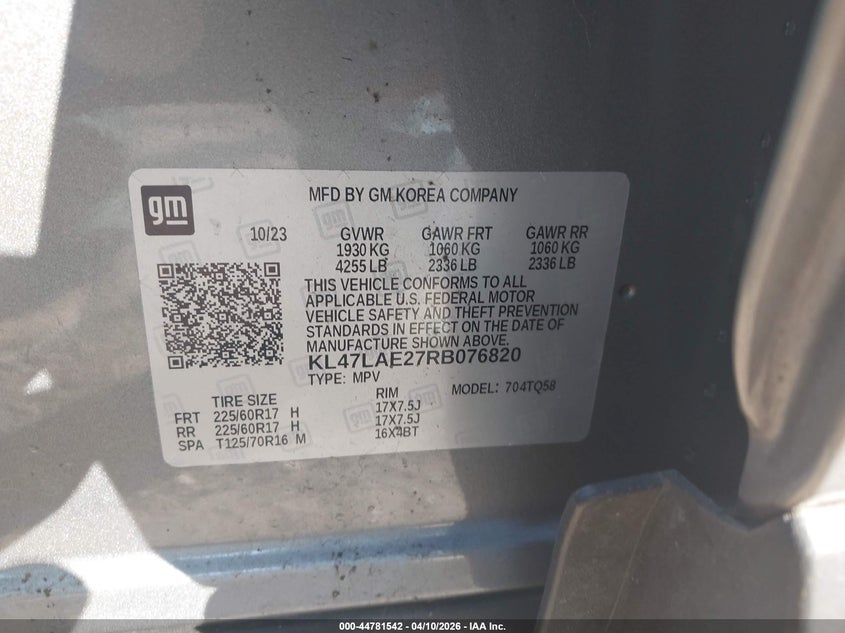 gm
MFD BY GM KOREA COMPANY
10/23 GVWR GAWR FRT GAWR RR
1930 KG 1060 KG 1060 KG
4255 LB 2336 LB 2336 LB
THIS VEHICLE CONFORMS TO ALL
APPLICABLE U.S. FEDERAL MOTOR
VEHICLE SAFETY AND THEFT PREVENTION
STANDARDS IN EFFECT ON THE DATE OF
MANUFACTURE SHOWN ABOVE.
KL47LAE27RB076820
TYPE: MPV MODEL: 704TQ58
TIRE SIZE RIM
FRT 225/60R17 H 17X7.5J
RR 225/60R17 H 17X7.5J
SPA T125/70R16 M 16X4BT
000-44781542 - 04/10/2026 - IAA Inc.